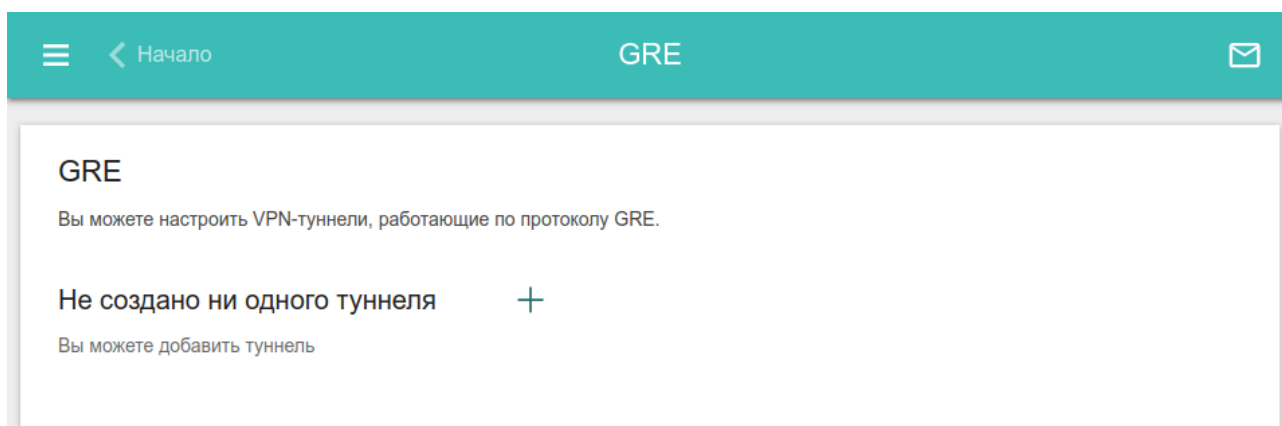 Начало
GRE
GRE
Вы можете настроить VPN-туннели, работающие по протоколу GRE.
Не создано ни одного туннеля
Вы можете добавить туннель